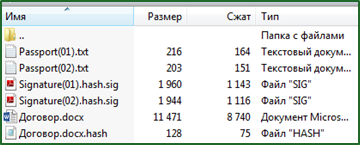 Имя Размер Сжат Тип
.. Папка с файлами
Passport(01).txt 216 164 Текстовый докум...
Passport(02).txt 203 151 Текстовый докум...
Signature(01).hash.sig 1 960 1 143 Файл "SIG"
Signature(02).hash.sig 1 944 1 116 Файл "SIG"
Договор.docx 11 471 8 740 Документ Micros...
Договор.docx.hash 128 75 Файл "HASH"